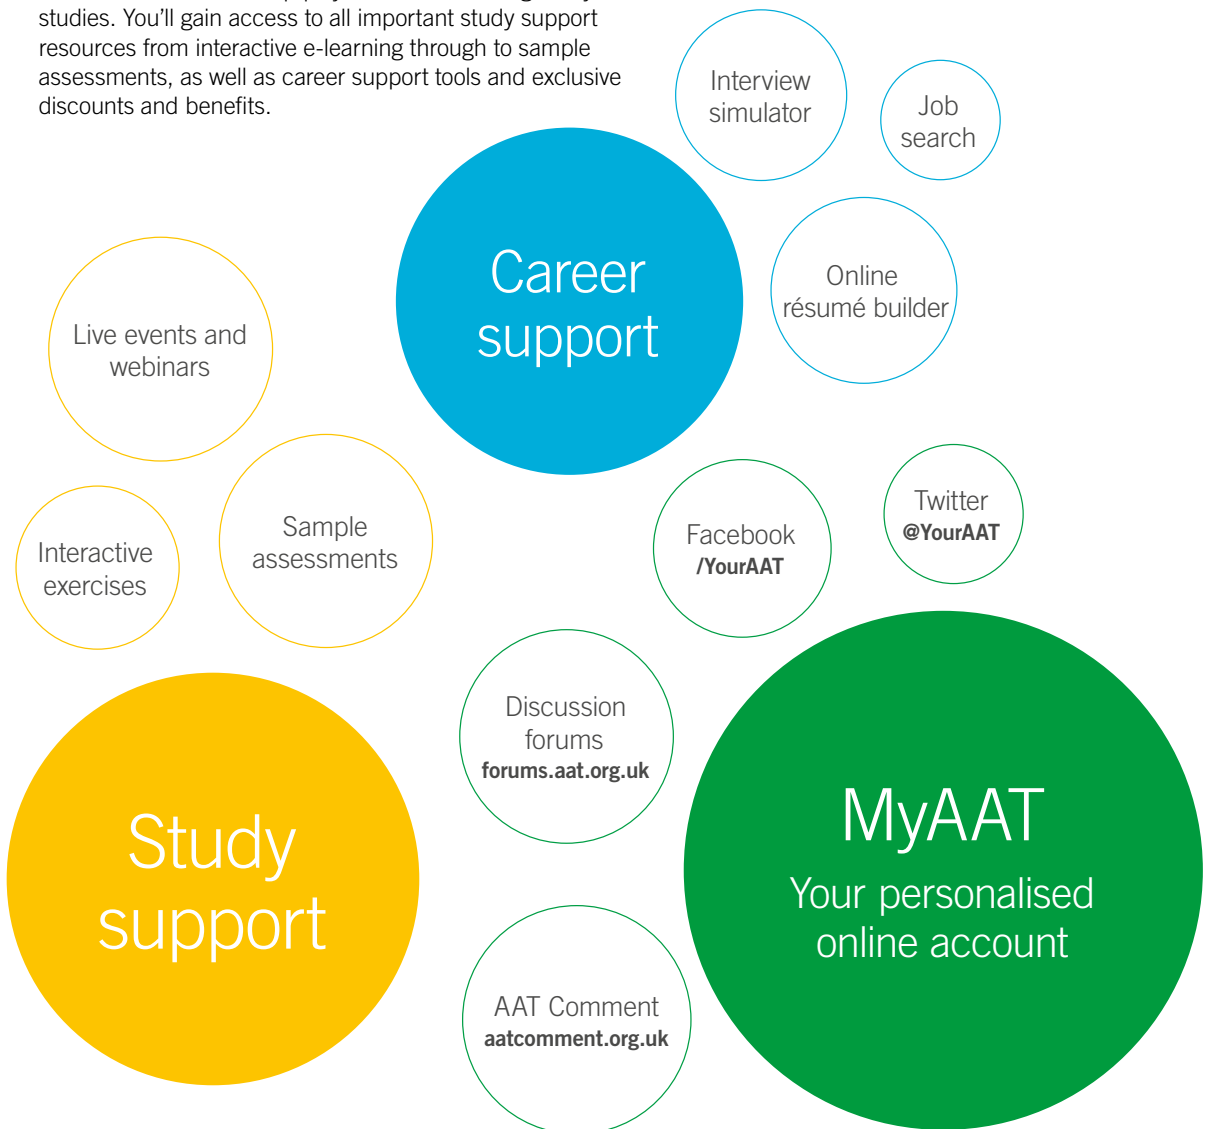 studies. You'll gain access to all important study support
resources from interactive e-learning through to sample
assessments, as well as career support tools and exclusive
discounts and benefits.
Interview
simulator
Job
search
Career
support
Online
résumé builder
Live events and
webinars
Sample
assessments
Interactive
exercises
Facebook
/YourAAT
Twitter
@YourAAT
Discussion
forums
forums.aat.org.uk
Study
support
MyAAT
Your personalised
online account
AAT Comment
aatcomment.org.uk